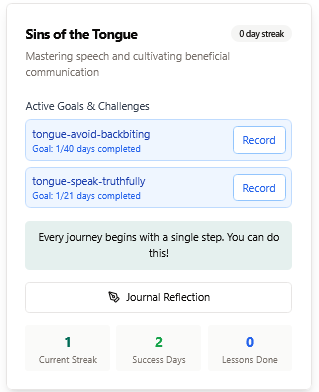 Sins of the Tongue
0 day streak
Mastering speech and cultivating beneficial
communication
Active Goals & Challenges
tongue-avoid-backbiting
Goal: 1/40 days completed
Record
tongue-speak-truthfully
Goal: 1/21 days completed
Record
Every journey begins with a single step. You can do
this!
Journal Reflection
1
Current Streak
2
Success Days
0
Lessons Done